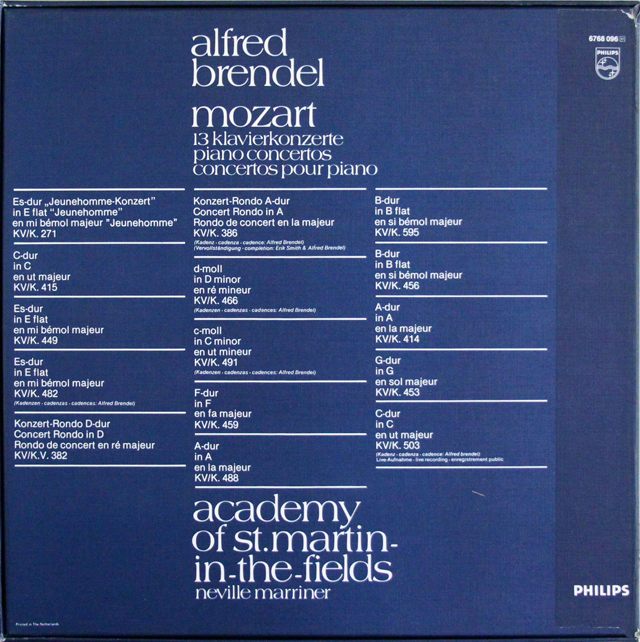 alfred
brendel
mozart
13 klavierkonzerte
piano concertos
concertos pour piano
6768 096
PHILIPS
Es-dur „Jeunehomme-Konzert"
in E flat "Jeunehomme"
en mi bémol majeur "Jeunehomme"
KV/K. 271
C-dur
in C
en ut majeur
KV/K. 415
Es-dur
in E flat
en mi bémol majeur
KV/K. 449
Es-dur
in E flat
en mi bémol majeur
KV/K. 482
(Kadenzen - cadenzas - cadences: Alfred Brendel)
Konzert-Rondo D-dur
Concert Rondo in D
Rondo de concert en ré majeur
KV/K.V. 382
Konzert-Rondo A-dur
Concert Rondo in A
Rondo de concert en la majeur
KV/K. 386
(Kadenz - cadenza - cadence: Alfred Brendel)
(Vervollständigung - completion: Erik Smith & Alfred Brendel)
d-moll
in D minor
en ré mineur
KV/K. 466
(Kadenzen - cadenzas - cadences: Alfred Brendel)
c-moll
in C minor
en ut mineur
KV/K. 491
(Kadenzen - cadenzas - cadences: Alfred Brendel)
F-dur
in F
en fa majeur
KV/K. 459
A-dur
in A
en la majeur
KV/K. 488
B-dur
in B flat
en si bémol majeur
KV/K. 595
B-dur
in B flat
en si bémol majeur
KV/K. 456
A-dur
in A
en la majeur
KV/K. 414
G-dur
in G
en sol majeur
KV/K. 453
C-dur
in C
en ut majeur
KV/K. 503
(Kadenz - cadenza - cadence: Alfred brendel)
Live-Aufnahme - live recording - enregistrement public
academy
of st.martin-
in-the-fields
neville marriner
PHILIPS
Printed in The Netherlands